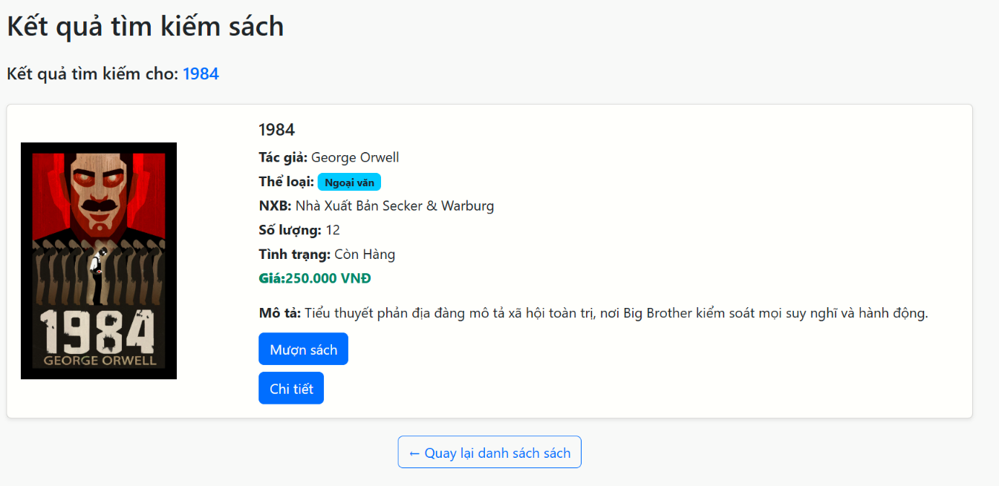 Kết quả tìm kiếm sách
Kết quả tìm kiếm cho: 1984
1984
GEORGE ORWELL
1984
Tác giả: George Orwell
Thể loại: Ngoại văn
NXB: Nhà Xuất Bản Secker & Warburg
Số lượng: 12
Tình trạng: Còn Hàng
Giá:250.000 VNĐ
Mô tả: Tiểu thuyết phản địa đàng mô tả xã hội toàn trị, nơi Big Brother kiểm soát mọi suy nghĩ và hành động.
Mượn sách
Chi tiết
← Quay lại danh sách sách